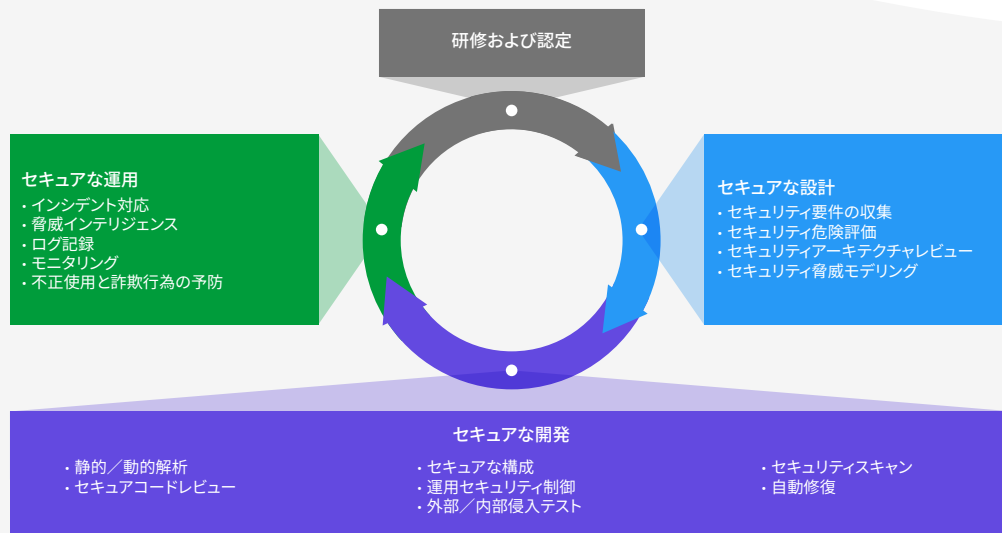 研修および認定
セキュアな運用
・インシデント対応
・脅威インテリジェンス
・ログ記録
・モニタリング
・不正使用と詐欺行為の予防
セキュアな設計
・セキュリティ要件の収集
・セキュリティ危険評価
・セキュリティアーキテクチャレビュー
・セキュリティ脅威モデリング
セキュアな開発
・静的／動的解析
・セキュアコードレビュー
・セキュアな構成
・運用セキュリティ制御
・外部／内部侵入テスト
・セキュリティスキャン
・自動修復